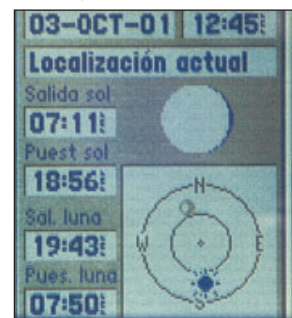 03-OCT-01 12:45
Localización actual
Salida sol
07:11
Puest sol
18:56
Sal. luna
19:43
Pues. luna
07:50
N
W E
S